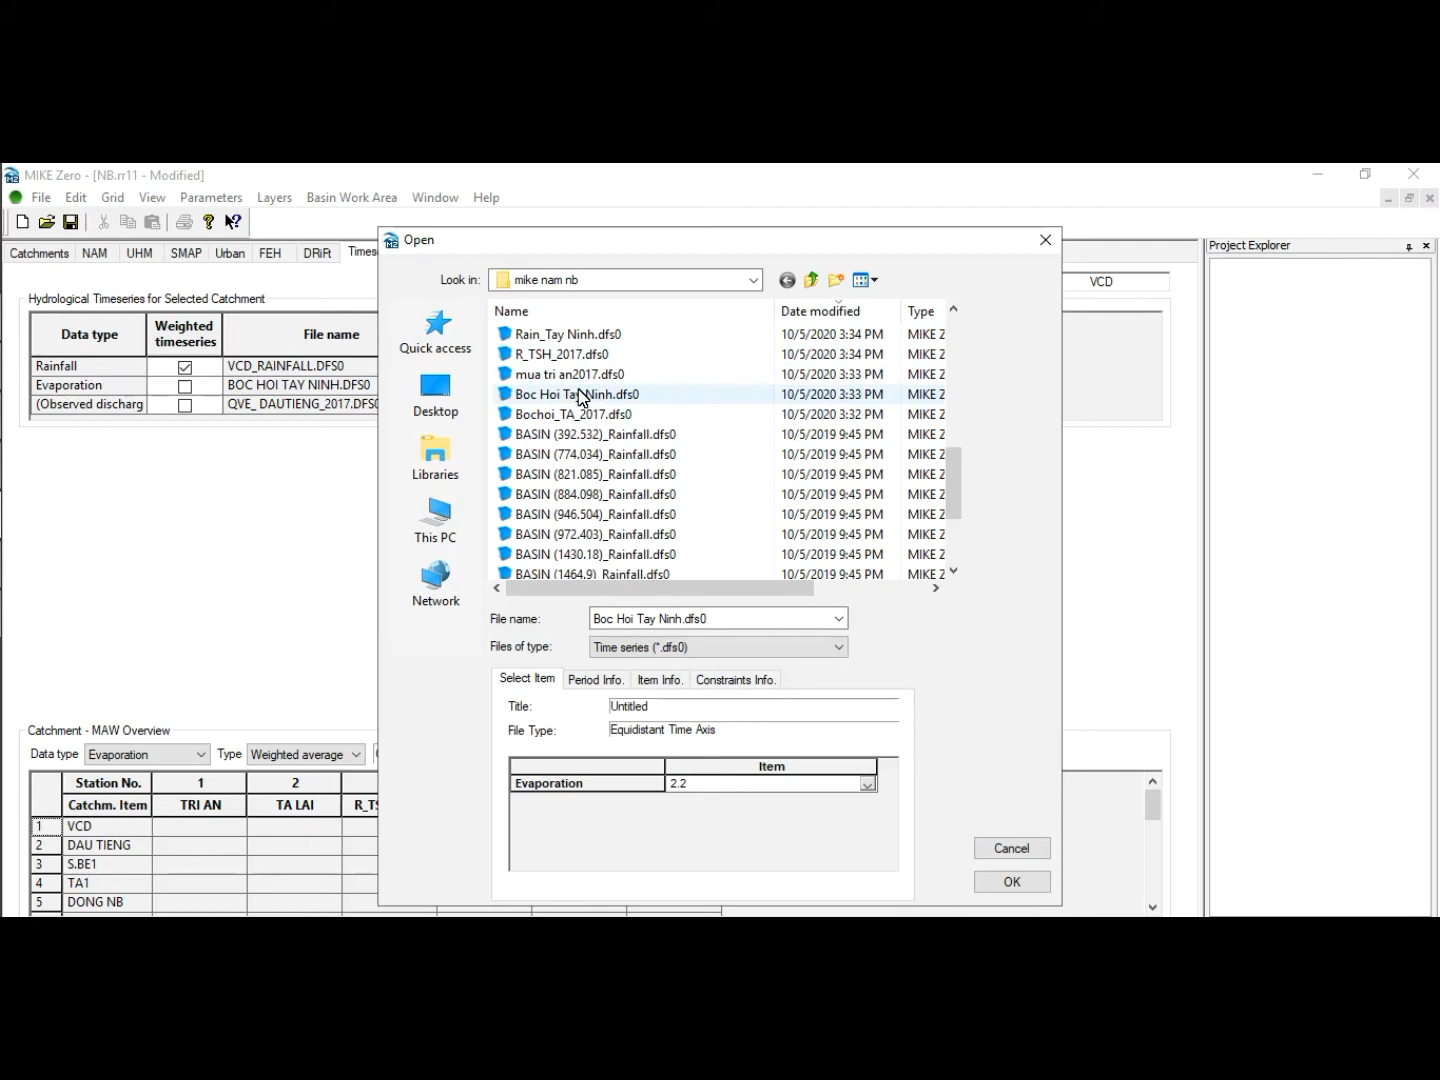 MIKE Zero - [NB.rr11 - Modified]
File Edit Grid View Parameters Layers Basin Work Area Window Help
Catchments NAM UHM SMAP Urban FEH DRiFt Times
Hydrological Timeseries for Selected Catchment
Data type Weighted timeseries File name
Rainfall VCD_RAINFALL.DFS0
Evaporation BOC HOI TAY NINH.DFS0
(Observed discharg QVE_ DAUTIENG_2017.DFS0
Catchment - MAW Overview
Data type Evaporation Type Weighted average
Station No. 1 2
Catchm. Item TRI AN TA LAI R_TS
1 VCD
2 DAU TIENG
3 S.BE1
4 TA1
5 DONG NB
Open
Look in: mike nam nb
Quick access
Desktop
Libraries
This PC
Network
Name Date modified Type
Rain_Tay Ninh.dfs0 10/5/2020 3:34 PM MIKE Z
R_TSH_2017.dfs0 10/5/2020 3:34 PM MIKE Z
mua tri an2017.dfs0 10/5/2020 3:33 PM MIKE Z
Boc Hoi Tay Ninh.dfs0 10/5/2020 3:33 PM MIKE Z
Bochoi_TA_2017.dfs0 10/5/2020 3:32 PM MIKE Z
BASIN (392.532)_Rainfall.dfs0 10/5/2019 9:45 PM MIKE Z
BASIN (774.034)_Rainfall.dfs0 10/5/2019 9:45 PM MIKE Z
BASIN (821.085)_Rainfall.dfs0 10/5/2019 9:45 PM MIKE Z
BASIN (884.098)_Rainfall.dfs0 10/5/2019 9:45 PM MIKE Z
BASIN (946.504)_Rainfall.dfs0 10/5/2019 9:45 PM MIKE Z
BASIN (972.403)_Rainfall.dfs0 10/5/2019 9:45 PM MIKE Z
BASIN (1430.18)_Rainfall.dfs0 10/5/2019 9:45 PM MIKE Z
BASIN (1464.9)_Rainfall.dfs0 10/5/2019 9:45 PM MIKE Z
File name: Boc Hoi Tay Ninh.dfs0
Files of type: Time series (*.dfs0)
Select Item Period Info. Item Info. Constraints Info.
Title: Untitled
File Type: Equidistant Time Axis
Item
Evaporation 2.2
Cancel
OK
VCD
Project Explorer